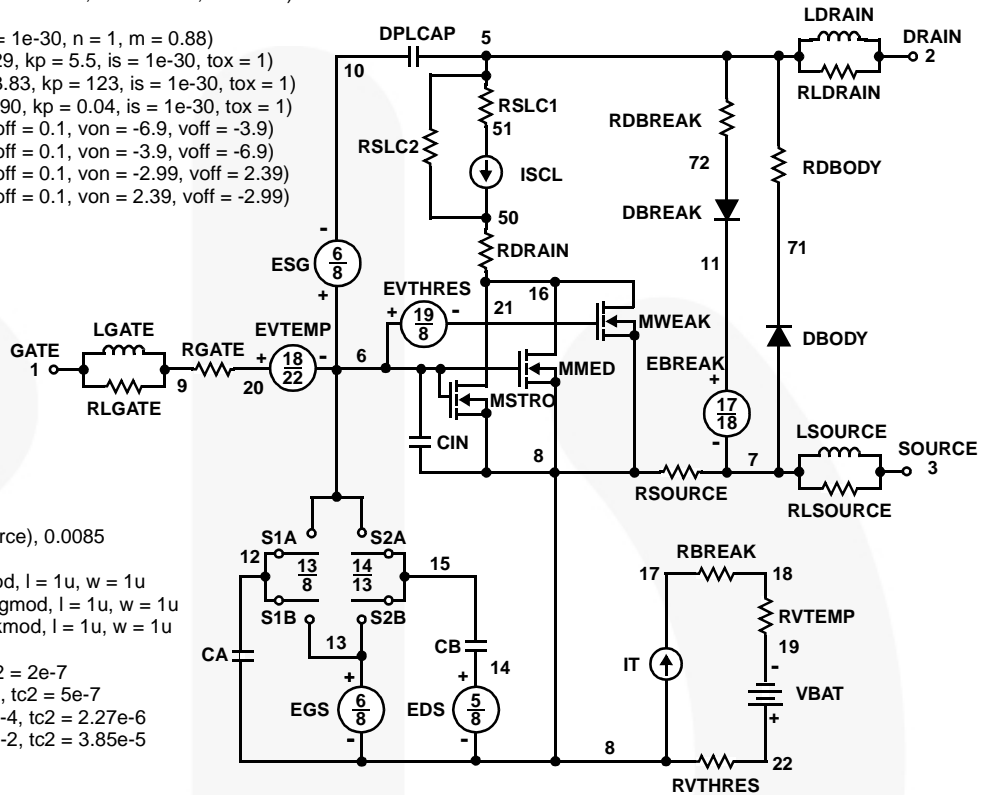 = 1e-30, n = 1, m = 0.88)
29, kp = 5.5, is = 1e-30, tox = 1)
3.83, kp = 123, is = 1e-30, tox = 1)
90, kp = 0.04, is = 1e-30, tox = 1)
off = 0.1, von = -6.9, voff = -3.9)
off = 0.1, von = -3.9, voff = -6.9)
off = 0.1, von = -2.99, voff = 2.39)
off = 0.1, von = 2.39, voff = -2.99)
LDRAIN
DPLCAP 5 DRAIN
10 2
RLDRAIN
RSLC1
51
RSLC2
ISCL
50
RDBREAK
72
RDBODY
DBREAK
71
11
RDRAIN
-
ESG 6/8
+
EVTHRES
+ 19/8 -
16
21
MWEAK
LGATE
GATE
1
RLGATE
9
RGATE
20
EVTEMP
+ 18/22 -
6
MMED
MSTRO
DBODY
EBREAK
+
17/18
-
CIN
8
LSOURCE
7
SOURCE
3
RSOURCE
RLSOURCE
rce), 0.0085
od, l = 1u, w = 1u
gmod, l = 1u, w = 1u
kmod, l = 1u, w = 1u
2 = 2e-7
, tc2 = 5e-7
-4, tc2 = 2.27e-6
-2, tc2 = 3.85e-5
S1A S2A
12 13/8 14/13 15
S1B S2B
13
CA
CB
14
+ +
EGS 6/8 EDS 5/8
- -
RBREAK
17 18
RVTEMP
19
IT
-
VBAT
+
8
22
RVTHRES